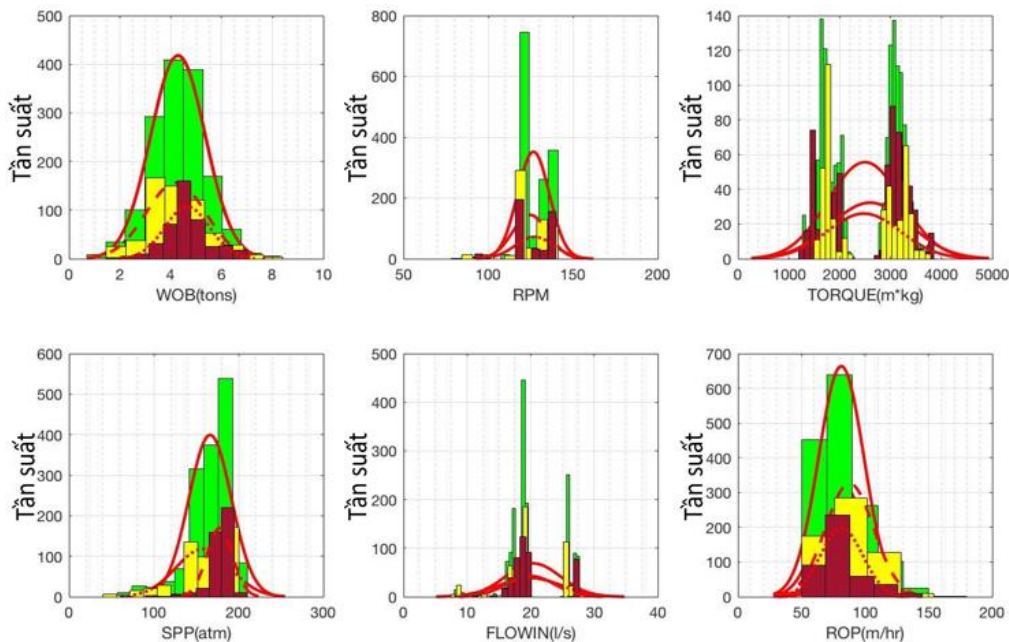 500
400
300
200
100
0
Tần suất
0 2 4 6 8 10
WOB(tons)
800
600
400
200
0
Tần suất
50 100 150 200
RPM
140
120
100
80
60
40
20
0
Tần suất
0 1000 2000 3000 4000 5000
TORQUE(m*kg)
600
500
400
300
200
100
0
Tần suất
0 100 200 300
SPP(atm)
500
400
300
200
100
0
Tần suất
0 10 20 30 40
FLOWIN(l/s)
700
600
500
400
300
200
100
0
Tần suất
0 50 100 150 200
ROP(m/hr)